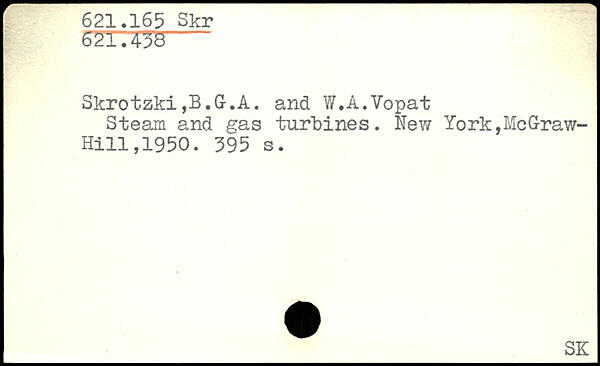 621.165 Skr
621.438
Skrotzki,B.G.A. and W.A.Vopat
Steam and gas turbines. New York,McGraw-
Hill,1950. 395 s.
SK